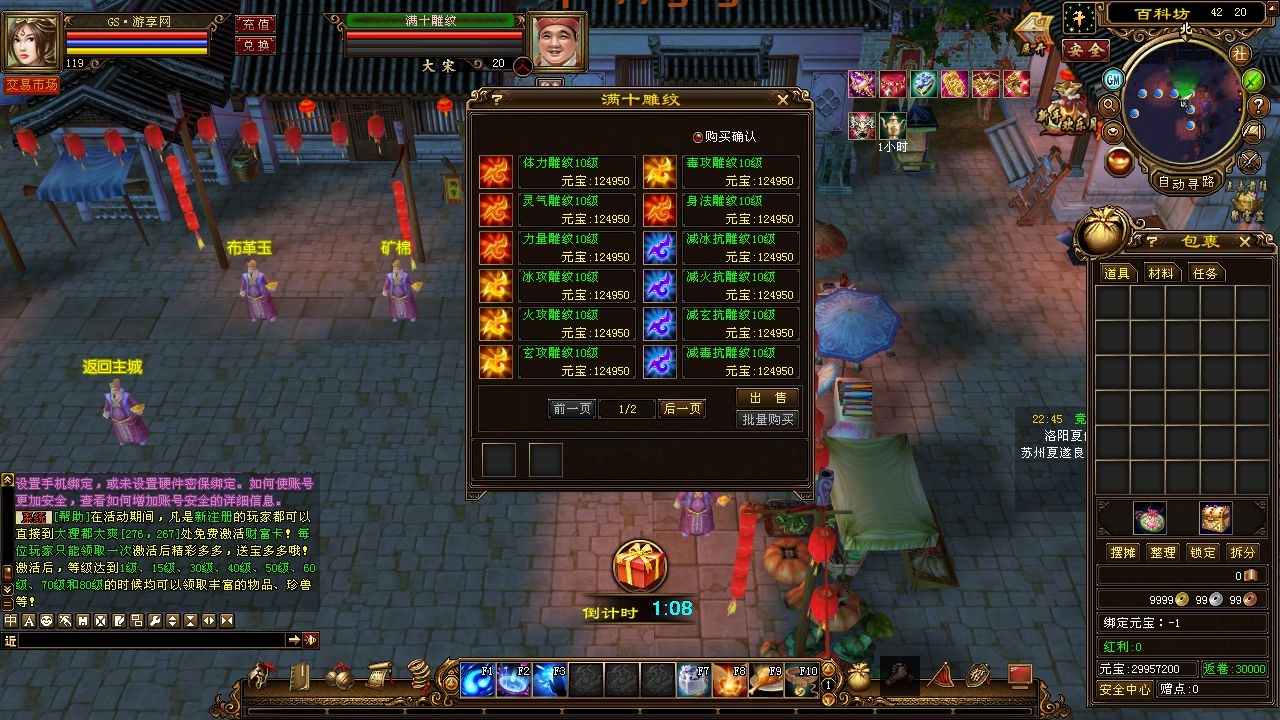 GS·游享网
充值
兑换
119
交易市场
满十雕纹
大宋
20
百科坊 42 20
北
安全
展开
社
GM
自动寻路
1小时
满十雕纹
购买确认
体力雕纹10级
元宝:124950
毒攻雕纹10级
元宝:124950
灵气雕纹10级
元宝:124950
身法雕纹10级
元宝:124950
力量雕纹10级
元宝:124950
减冰抗雕纹10级
元宝:124950
冰攻雕纹10级
元宝:124950
减火抗雕纹10级
元宝:124950
火攻雕纹10级
元宝:124950
减玄抗雕纹10级
元宝:124950
玄攻雕纹10级
元宝:124950
减毒抗雕纹10级
元宝:124950
前一页
1/2
后一页
出 售
批量购买
布革玉
矿棉
返回主城
22:45 竞
洛阳夏
苏州夏遂良
包裹
道具
材料
任务
摆摊
整理
锁定
拆分
0
9999 99 99
绑定元宝:-1
红利:0
元宝:29957200
返卷:30000
安全中心
赠点:0
设置手机绑定，或未设置硬件密保绑定。如何使账号
更加安全，查看如何增加账号安全的详细信息。
[帮助]在活动期间，凡是新注册的玩家都可以
直接到大理都大爽[276，267]处免费激活财富卡！每
位玩家只能领取一次激活后精彩多多，送宝多多哦！
激活后，等级达到1级、15级、30级、40级、50级、60
级、70级和80级的时候均可以领取丰富的物品、珍兽
等！
近
倒计时 1:08
F1
F2
F3
F7
F8
F9
F10
1